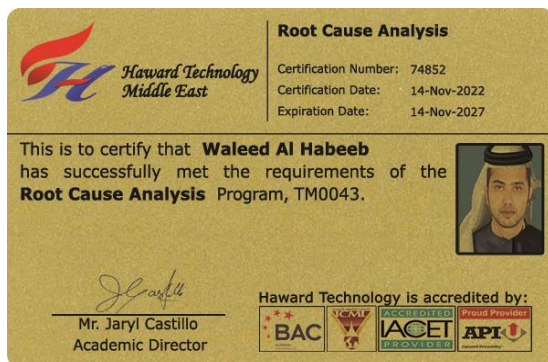 Haward Technology
Middle East
Root Cause Analysis
Certification Number: 74852
Certification Date: 14-Nov-2022
Expiration Date: 14-Nov-2027
This is to certify that Waleed Al Habeeb
has successfully met the requirements of the
Root Cause Analysis Program, TM0043.
Mr. Jaryl Castillo
Academic Director
Haward Technology is accredited by:
BAC
TCMI
ACCREDITED
IACET
PROVIDER
Proud Provider
API